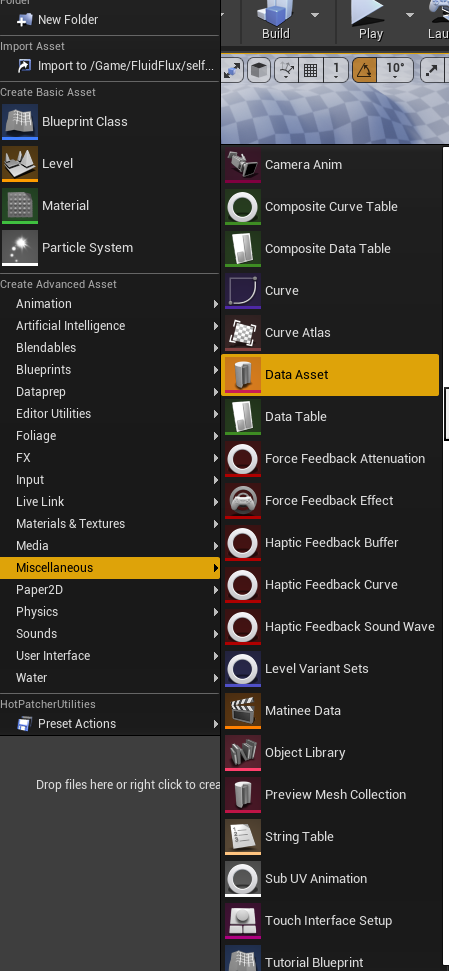 Folder
New Folder
Import Asset
Import to /Game/FluidFlux/self...
Create Basic Asset
Blueprint Class
Level
Material
Particle System
Create Advanced Asset
Animation
Artificial Intelligence
Blendables
Blueprints
Dataprep
Editor Utilities
Foliage
FX
Input
Live Link
Materials & Textures
Media
Miscellaneous
Paper2D
Physics
Sounds
User Interface
Water
HotPatcherUtilities
Preset Actions
Drop files here or right click to crea
Build
Play
Lau
1
10°
Camera Anim
Composite Curve Table
Composite Data Table
Curve
Curve Atlas
Data Asset
Data Table
Force Feedback Attenuation
Force Feedback Effect
Haptic Feedback Buffer
Haptic Feedback Curve
Haptic Feedback Sound Wave
Level Variant Sets
Matinee Data
Object Library
Preview Mesh Collection
String Table
Sub UV Animation
Touch Interface Setup
Tutorial Blueprint